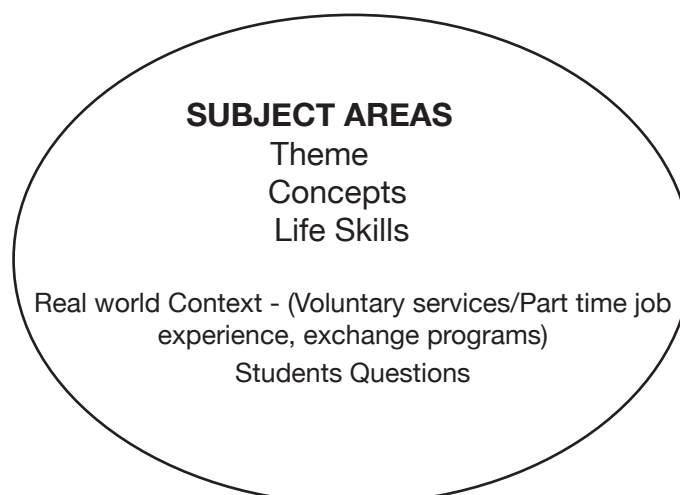 SUBJECT AREAS
Theme
Concepts
Life Skills
Real world Context - (Voluntary services/Part time job
experience, exchange programs)
Students Questions